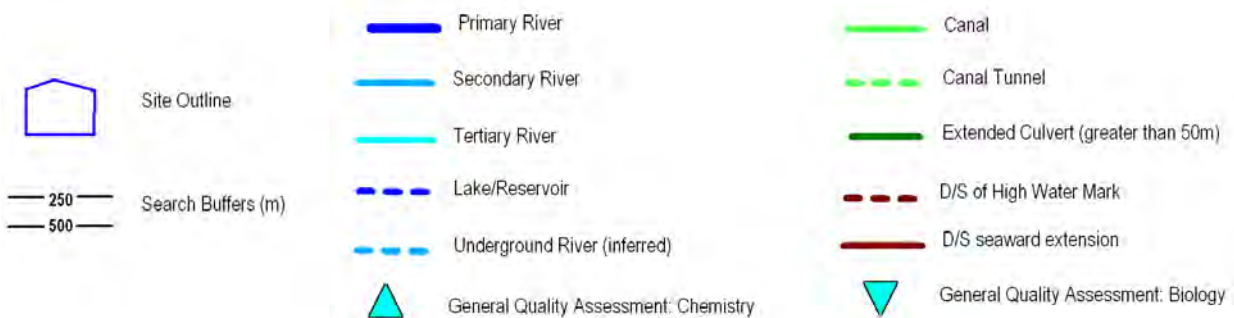 Site Outline
250
500
Search Buffers (m)
Primary River
Secondary River
Tertiary River
Lake/Reservoir
Underground River (inferred)
General Quality Assessment: Chemistry
Canal
Canal Tunnel
Extended Culvert (greater than 50m)
D/S of High Water Mark
D/S seaward extension
General Quality Assessment: Biology